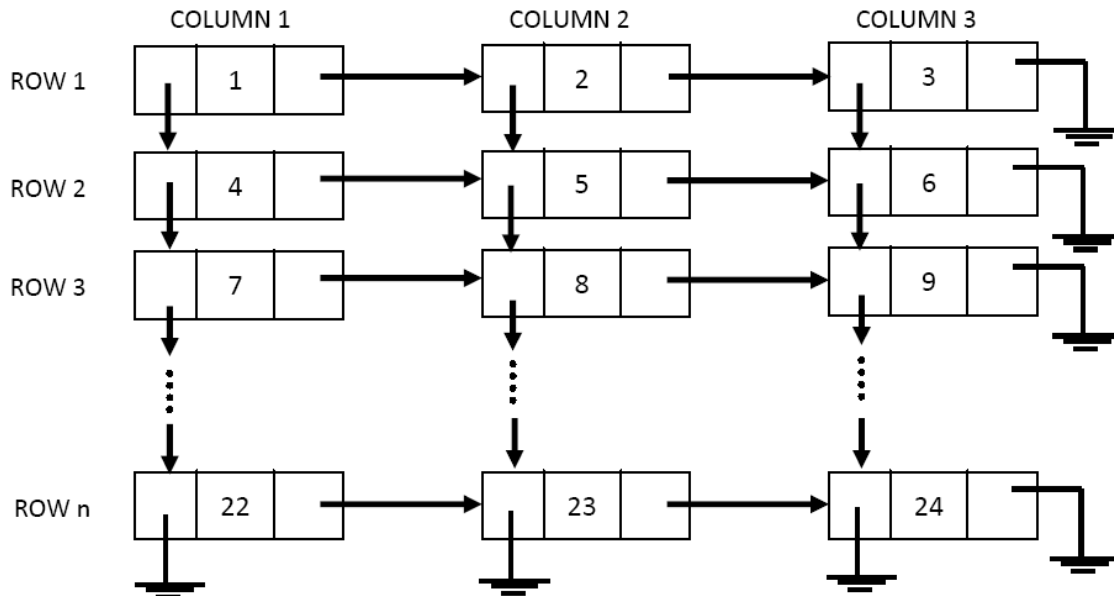 COLUMN 1 COLUMN 2 COLUMN 3
ROW 1 1 2 3
ROW 2 4 5 6
ROW 3 7 8 9
ROW n 22 23 24